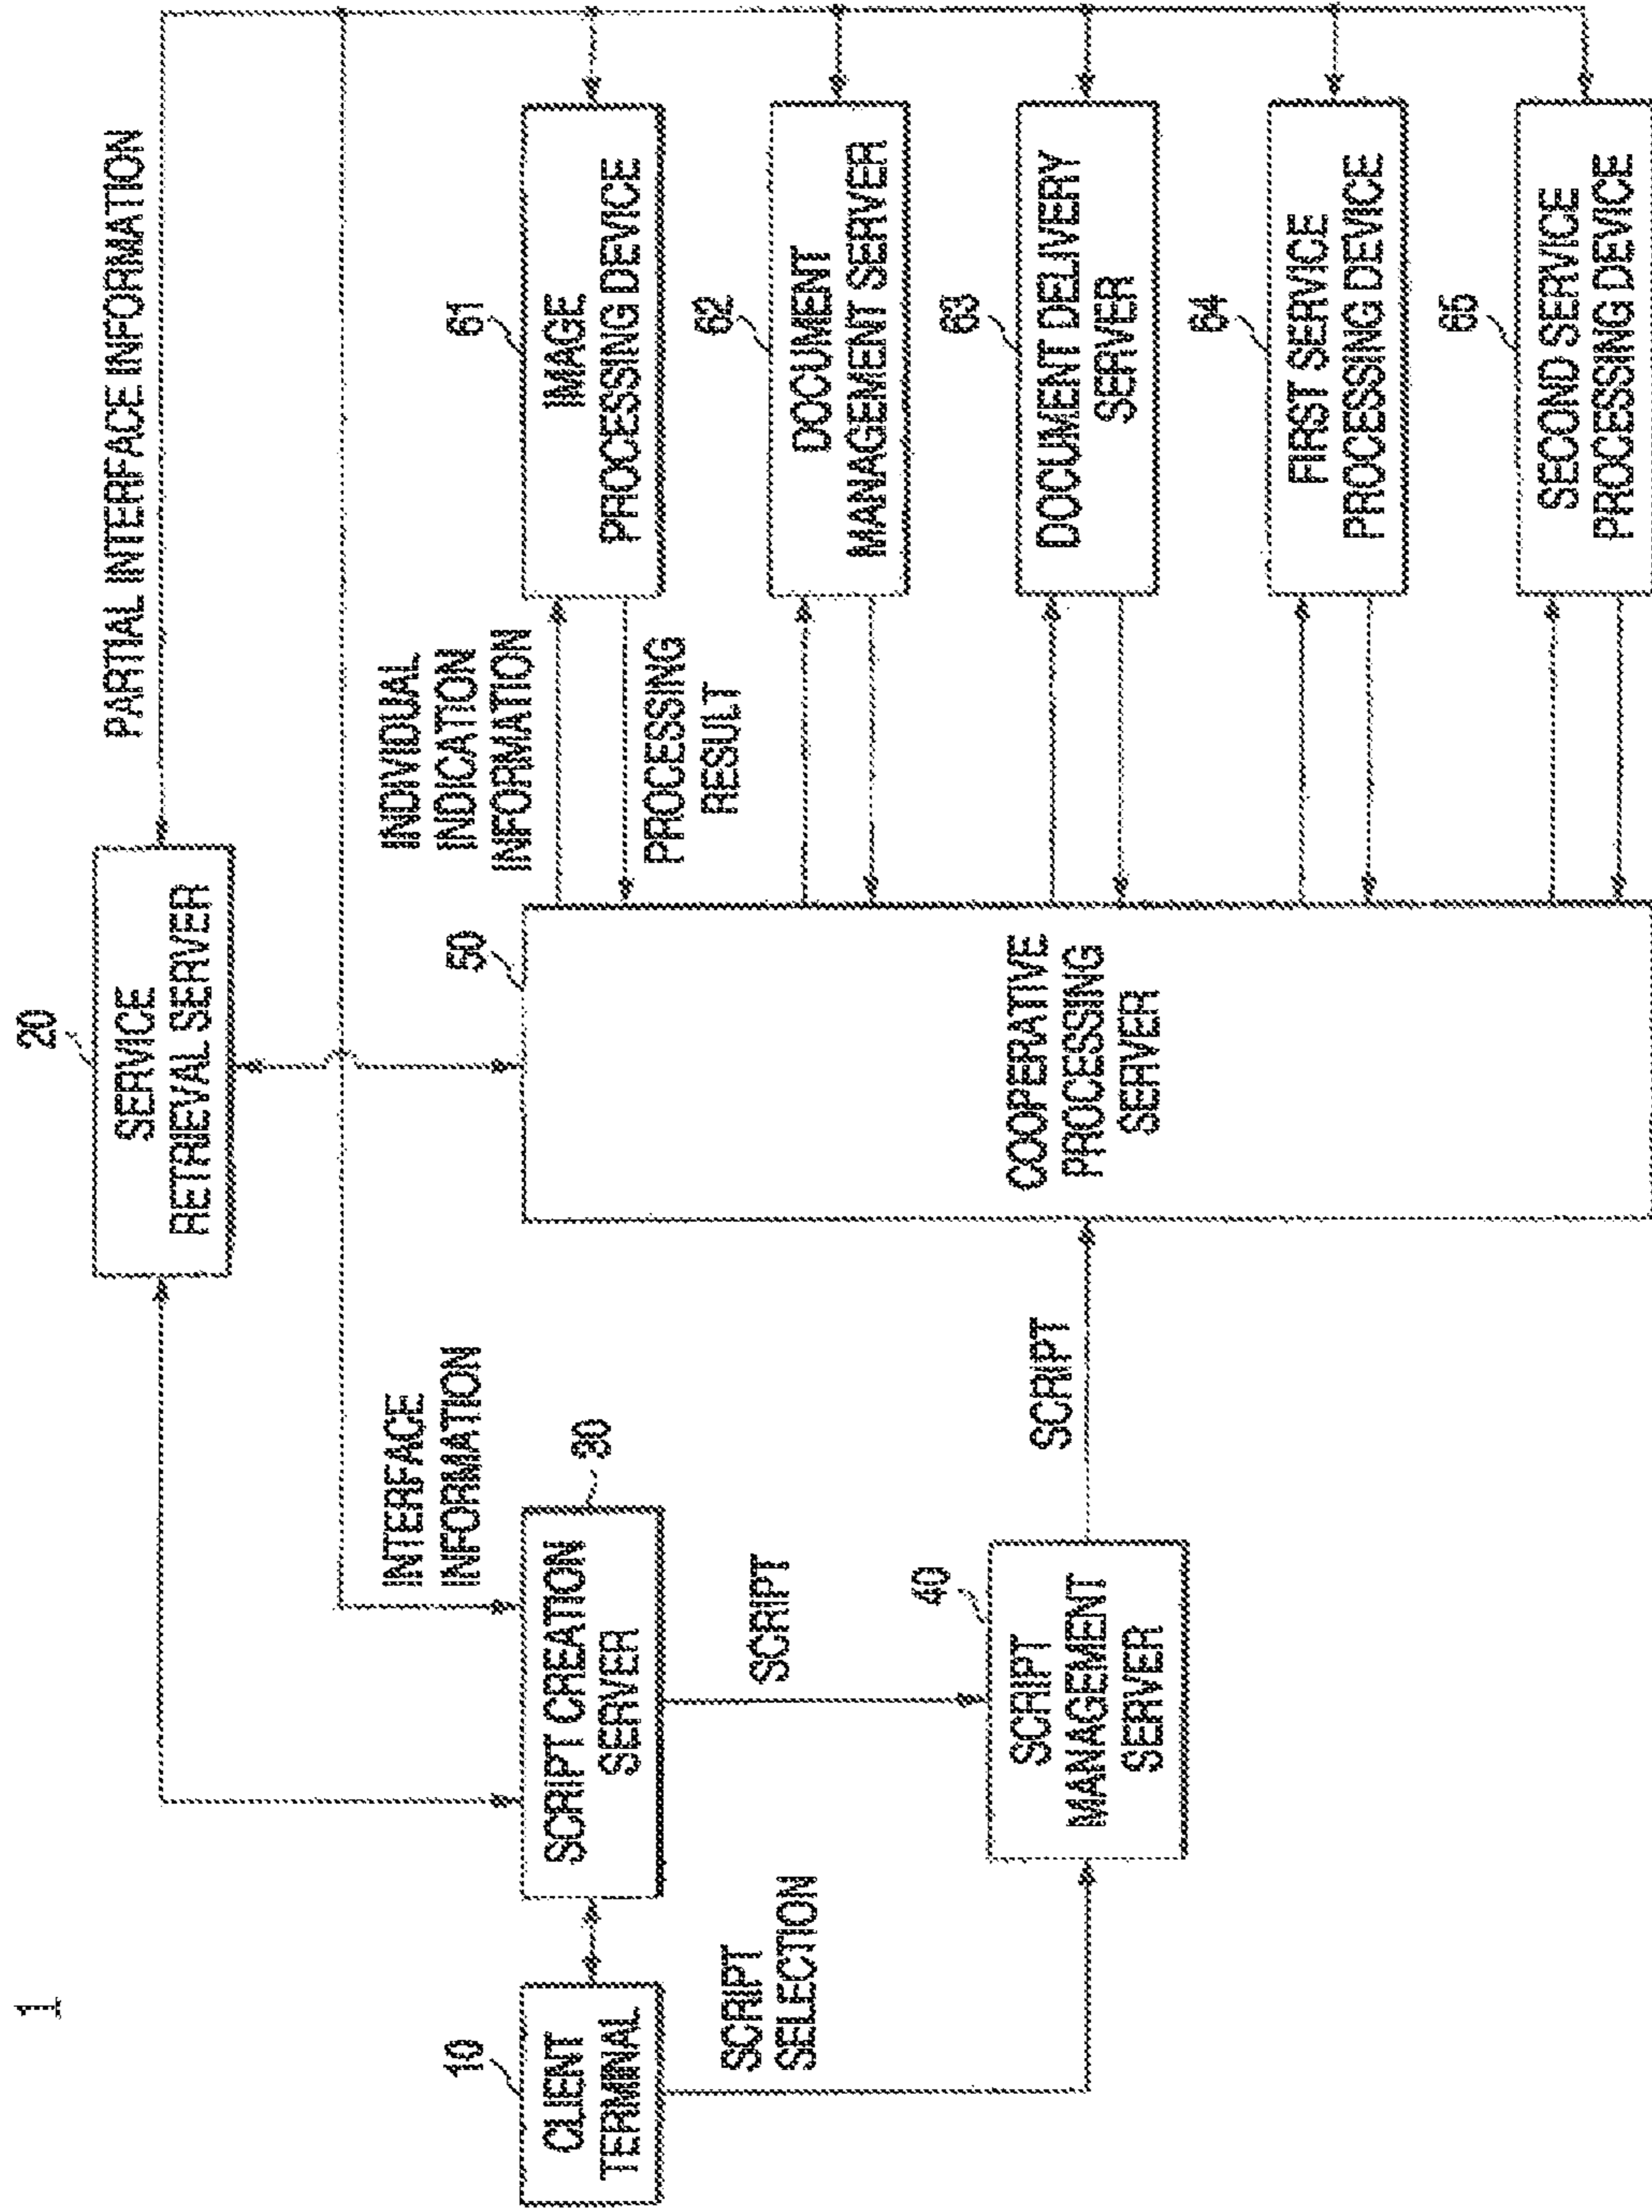 1
20
SERVICE
RETRIEVAL SERVER
PARTIAL INTERFACE INFORMATION
10
CLIENT
TERMINAL
SCRIPT CREATION
SERVER
30
INTERFACE
INFORMATION
50
COOPERATIVE
PROCESSING
SERVER
INDIVIDUAL
INDICATION
INFORMATION
PROCESSING
RESULT
61
IMAGE
PROCESSING DEVICE
SCRIPT
SELECTION
SCRIPT
62
DOCUMENT
MANAGEMENT SERVER
40
SCRIPT
MANAGEMENT
SERVER
SCRIPT
63
DOCUMENT DELIVERY
SERVER
64
FIRST SERVICE
PROCESSING DEVICE
65
SECOND SERVICE
PROCESSING DEVICE